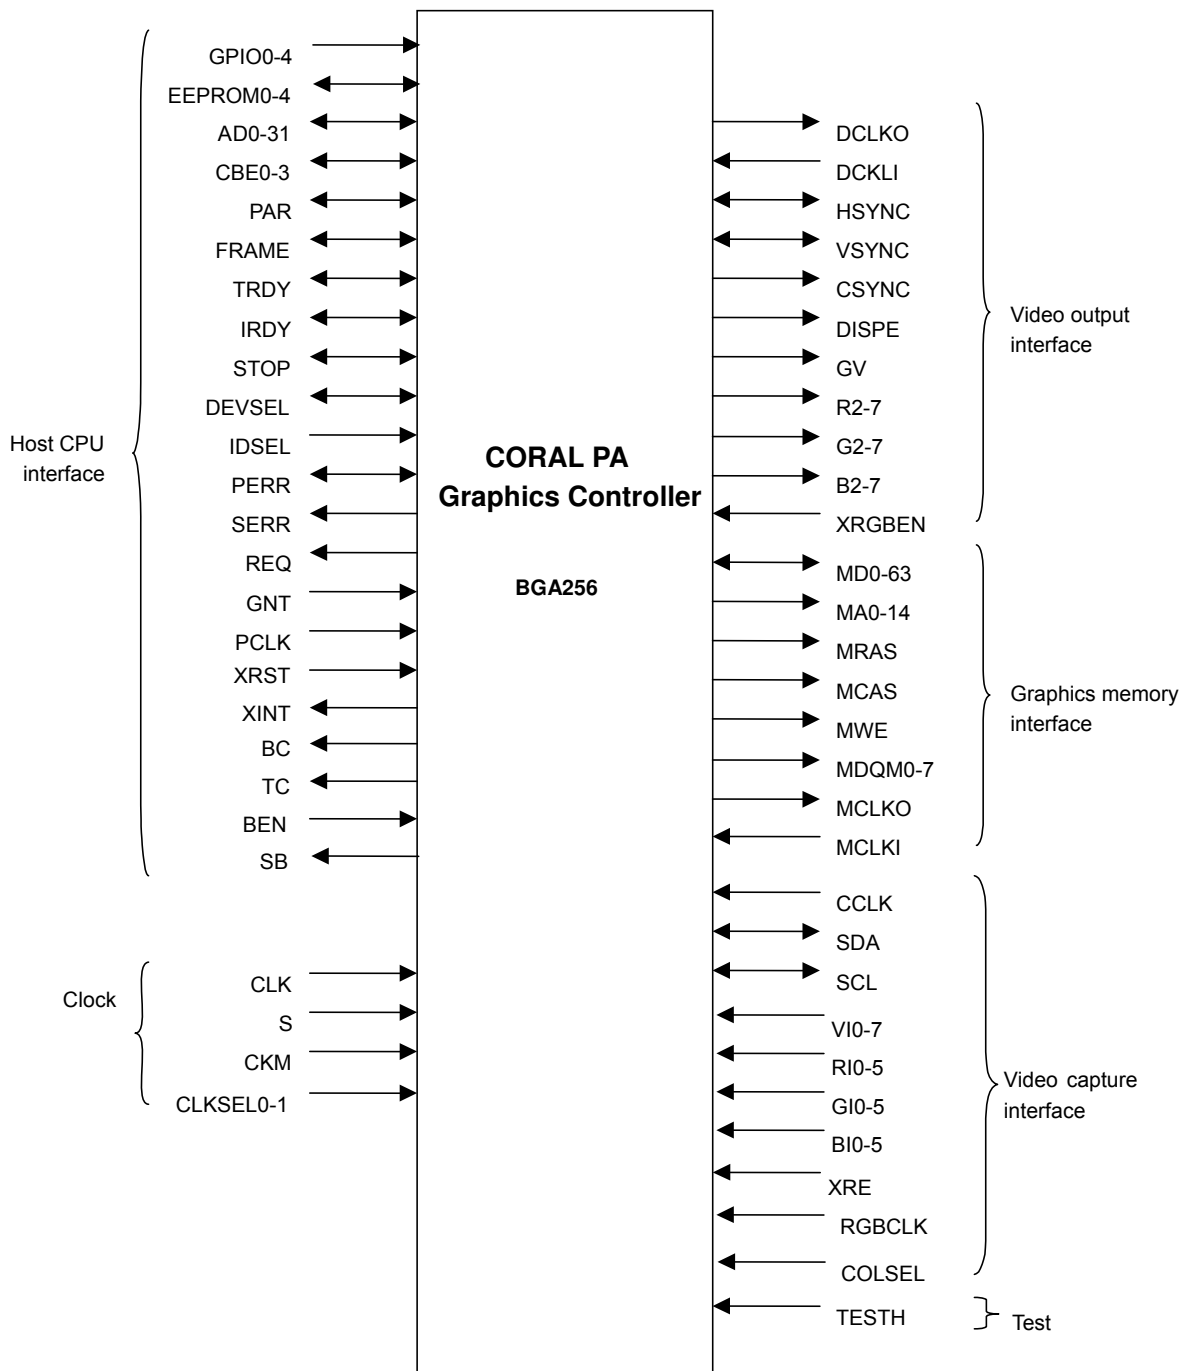 Host CPU
interface
GPIO0-4
EEPROM0-4
AD0-31
CBE0-3
PAR
FRAME
TRDY
IRDY
STOP
DEVSEL
IDSEL
PERR
SERR
REQ
GNT
PCLK
XRST
XINT
BC
TC
BEN
SB
Clock
CLK
S
CKM
CLKSEL0-1
CORAL PA
Graphics Controller
BGA256
DCLKO
DCKLI
HSYNC
VSYNC
CSYNC
DISPE
GV
R2-7
G2-7
B2-7
XRGBEN
Video output
interface
MD0-63
MA0-14
MRAS
MCAS
MWE
MDQM0-7
MCLKO
MCLKI
Graphics memory
interface
CCLK
SDA
SCL
VI0-7
RI0-5
GI0-5
BI0-5
XRE
RGBCLK
COLSEL
Video capture
interface
TESTH
Test